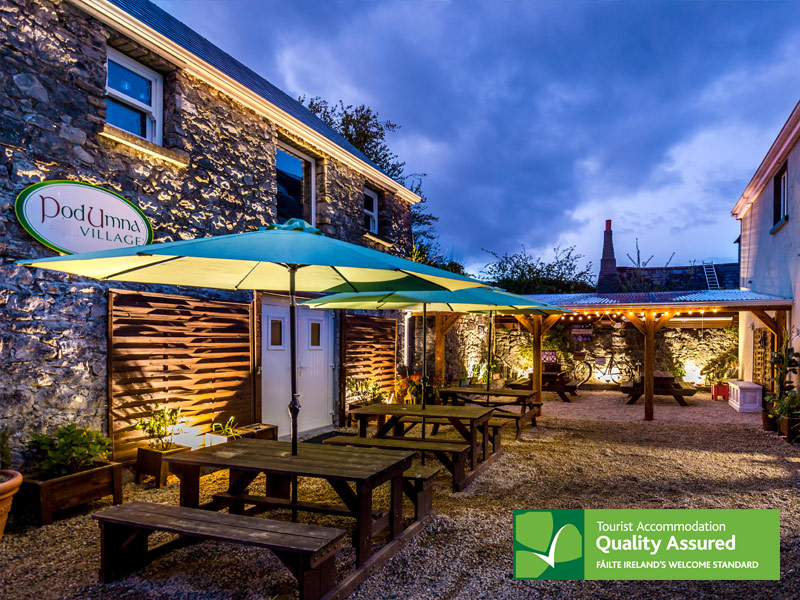 PodUmna
VILLAGE
Tourist Accommodation
Quality Assured
FÁILTE IRELAND'S WELCOME STANDARD